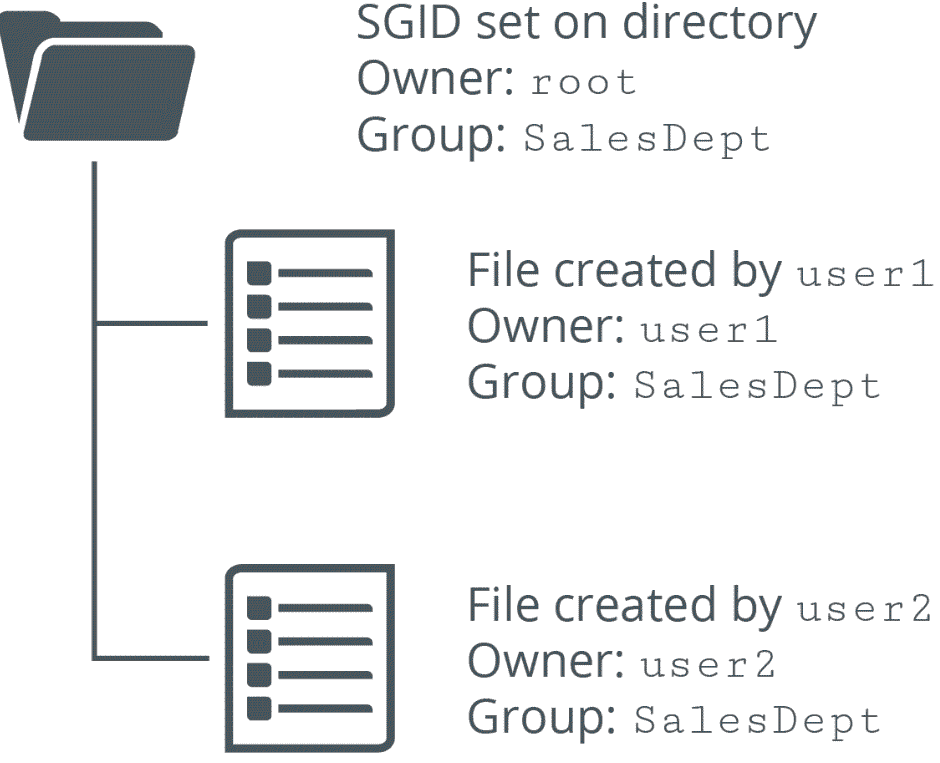 SGID set on directory
Owner: root
Group: SalesDept
File created by user1
Owner: user1
Group: SalesDept
File created by user2
Owner: user2
Group: SalesDept